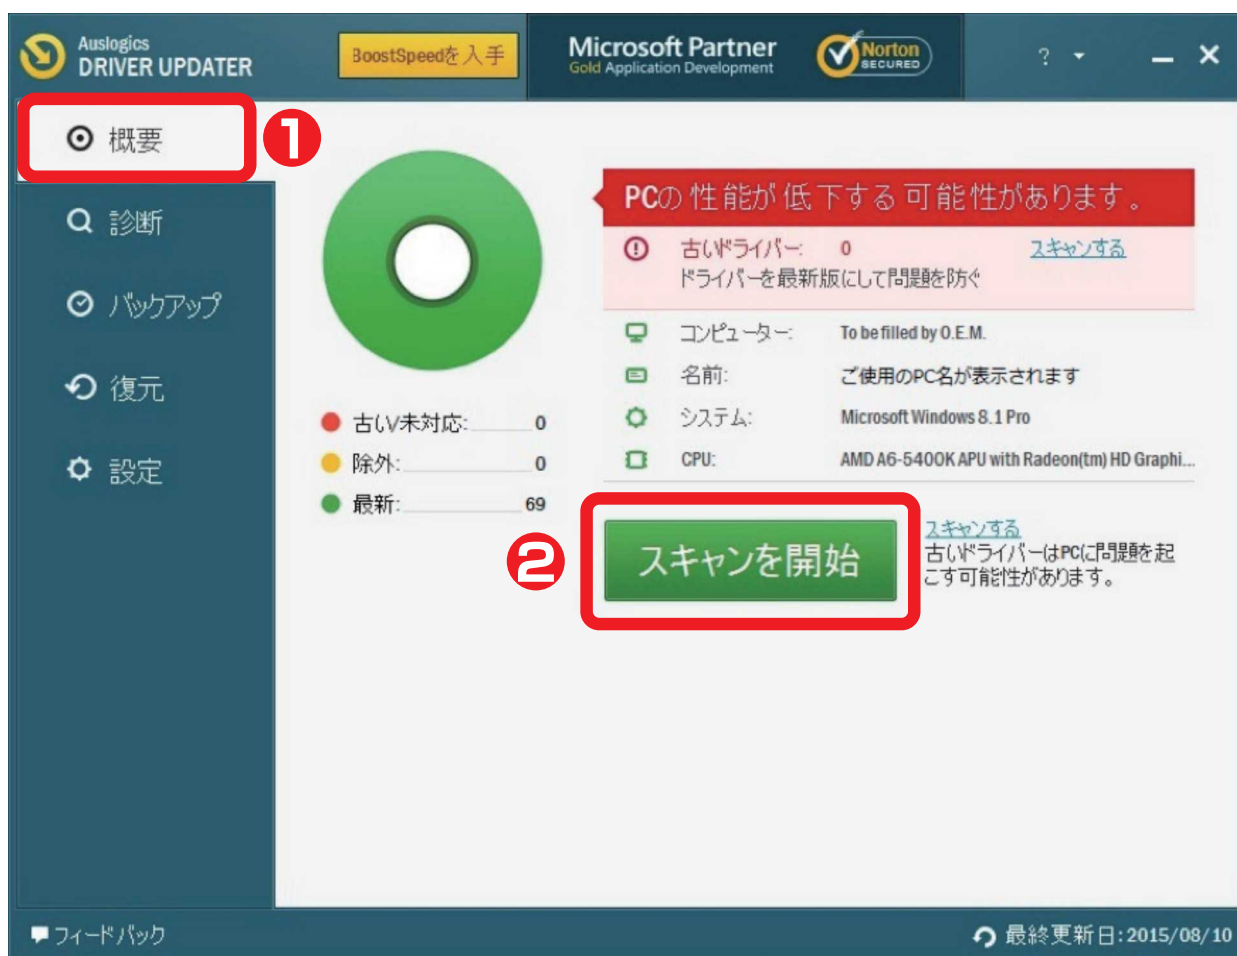 Auslogics
DRIVER UPDATER
BoostSpeedを入手
Microsoft Partner
Gold Application Development
Norton
SECURED
?
概要
❶
診断
バックアップ
復元
設定
PCの性能が低下する可能性があります。
古いドライバー: 0 スキャンする
ドライバーを最新版にして問題を防ぐ
コンピューター: To be filled by O.E.M.
名前: ご使用のPC名が表示されます
システム: Microsoft Windows 8.1 Pro
CPU: AMD A6-5400K APU with Radeon(tm) HD Graphi...
古い/未対応: 0
除外: 0
最新: 69
❷
スキャンを開始
スキャンする
古いドライバーはPCに問題を起
こす可能性があります。
フィードバック
最終更新日:2015/08/10